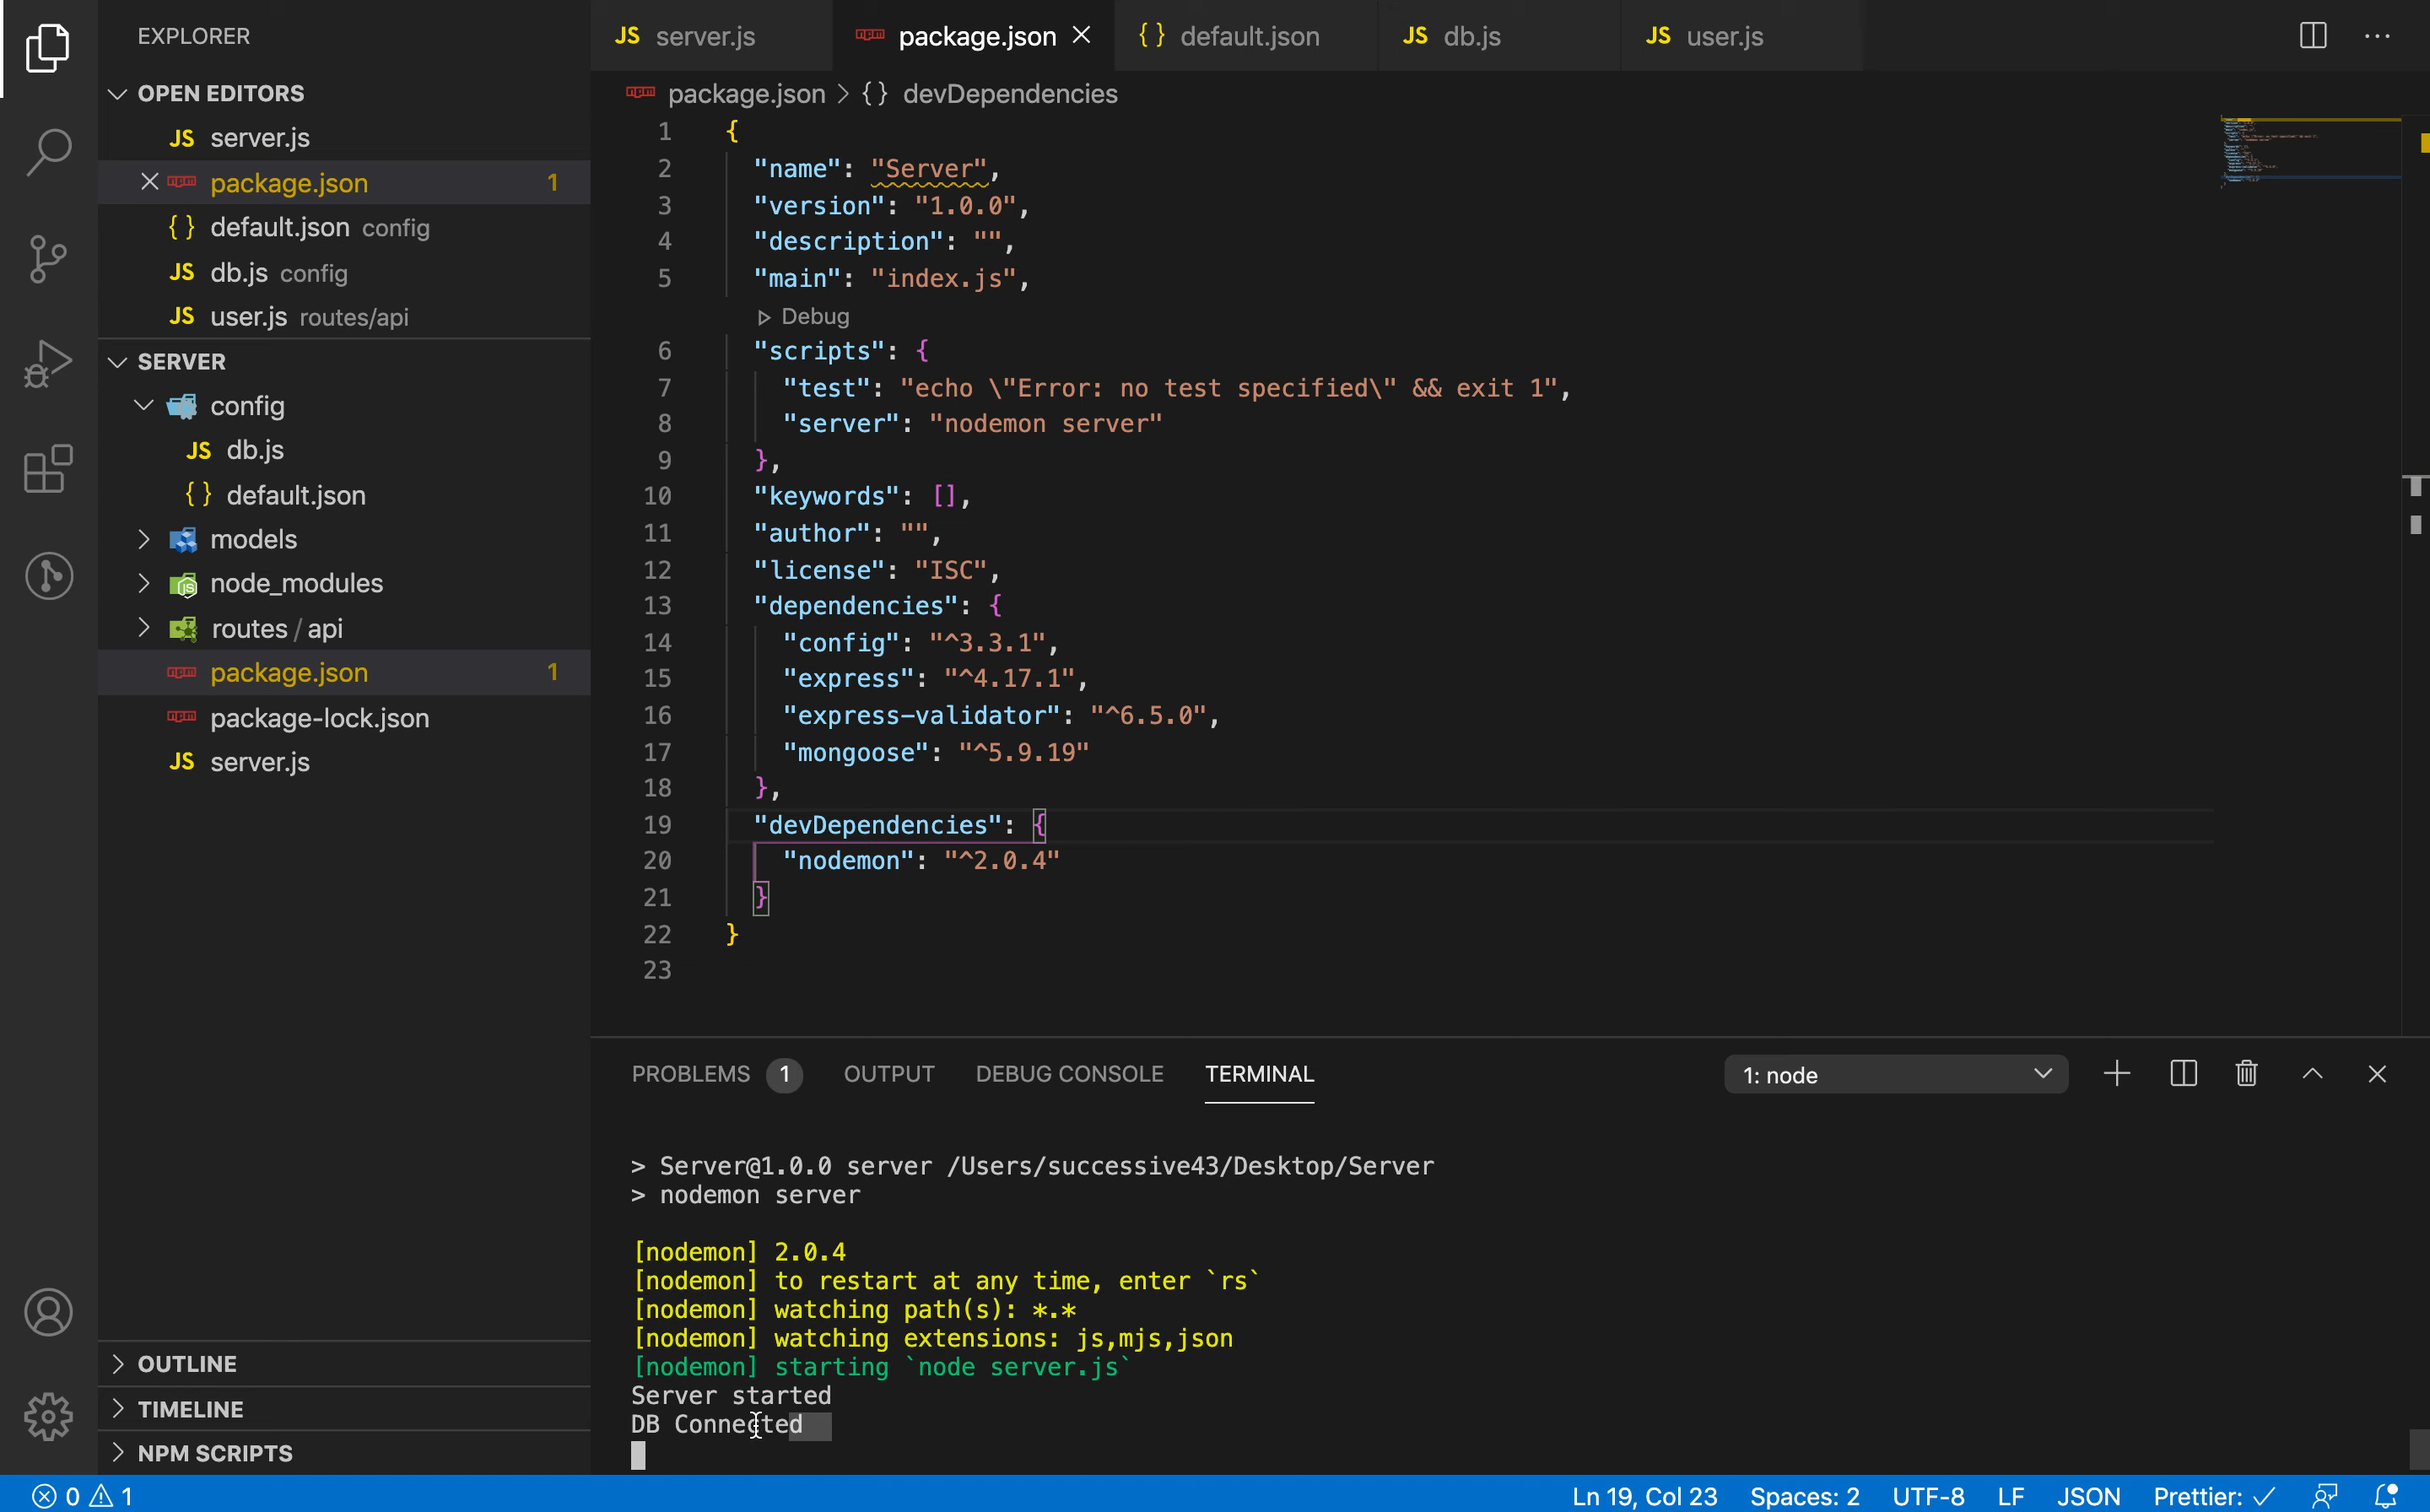 EXPLORER
OPEN EDITORS
JS server.js
package.json 1
{ } default.json config
JS db.js config
JS user.js routes/api
SERVER
config
JS db.js
{ } default.json
models
JS node_modules
routes / api
package.json 1
package-lock.json
JS server.js
OUTLINE
TIMELINE
NPM SCRIPTS
JS server.js package.json { } default.json JS db.js JS user.js
package.json > { } devDependencies
1 {
2 "name": "Server",
3 "version": "1.0.0",
4 "description": "",
5 "main": "index.js",
Debug
6 "scripts": {
7 "test": "echo \"Error: no test specified\" && exit 1",
8 "server": "nodemon server"
9 },
10 "keywords": [],
11 "author": "",
12 "license": "ISC",
13 "dependencies": {
14 "config": "^3.3.1",
15 "express": "^4.17.1",
16 "express-validator": "^6.5.0",
17 "mongoose": "^5.9.19"
18 },
19 "devDependencies": {
20 "nodemon": "^2.0.4"
21 }
22 }
23
PROBLEMS 1 OUTPUT DEBUG CONSOLE TERMINAL 1: node
> Server@1.0.0 server /Users/successive43/Desktop/Server
> nodemon server
[nodemon] 2.0.4
[nodemon] to restart at any time, enter `rs`
[nodemon] watching path(s): *.*
[nodemon] watching extensions: js,mjs,json
[nodemon] starting `node server.js`
Server started
DB Connected
0 1 Ln 19, Col 23 Spaces: 2 UTF-8 LF JSON Prettier: ✓